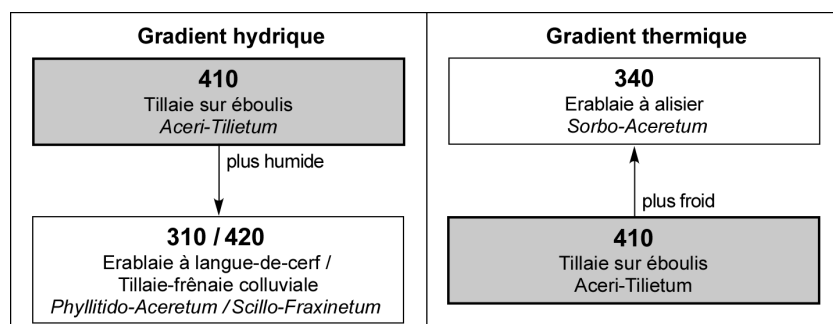 Gradient hydrique
410
Tillaie sur éboulis
Aceri-Tilietum
plus humide
310 / 420
Erablaie à langue-de-cerf /
Tillaie-frênaie colluviale
Phyllitido-Aceretum / Scillo-Fraxinetum
Gradient thermique
340
Erablaie à alisier
Sorbo-Aceretum
plus froid
410
Tillaie sur éboulis
Aceri-Tilietum